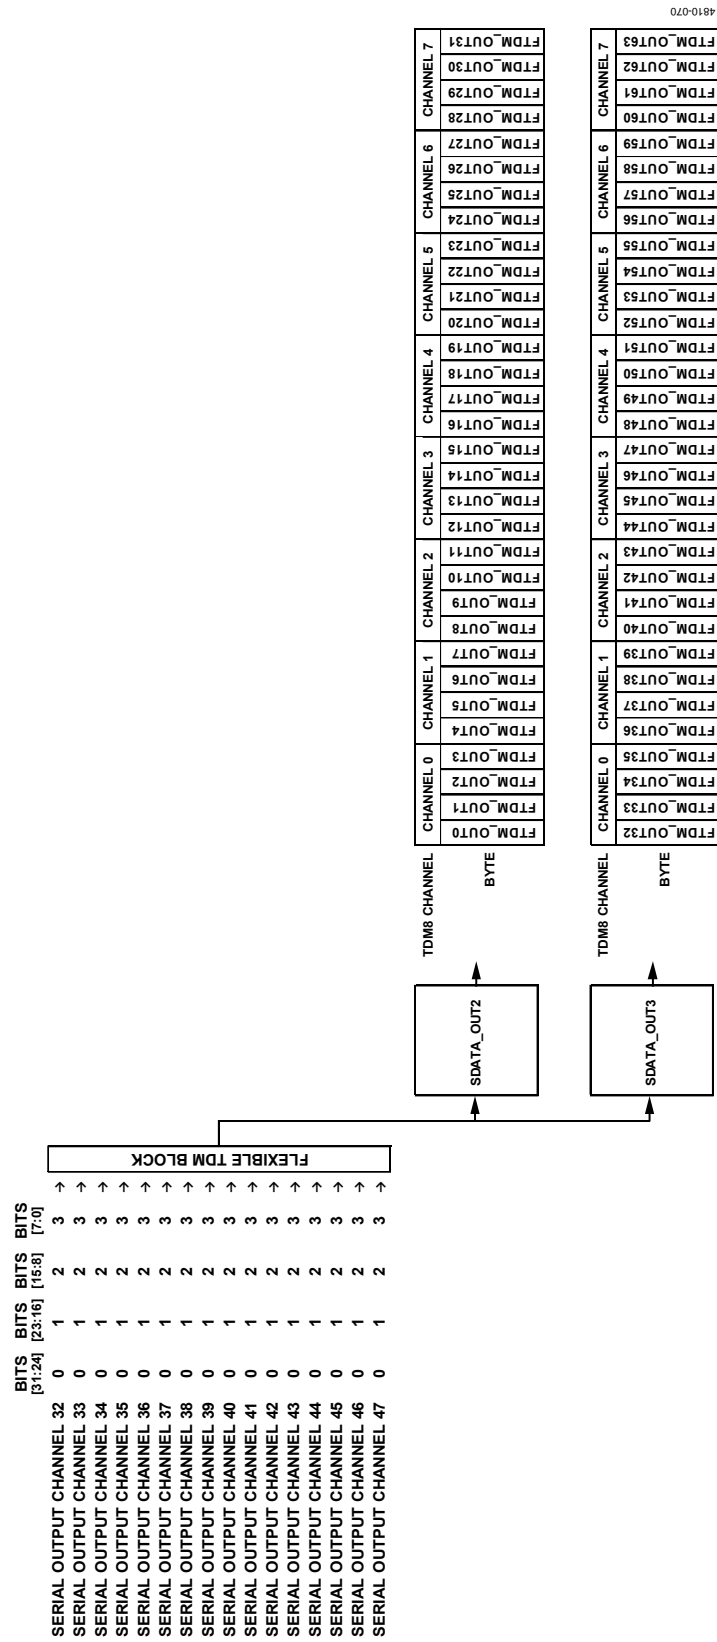 BITS [31:24] BITS [23:16] BITS [15:8] BITS [7:0]
SERIAL OUTPUT CHANNEL 32 0 1 2 3 →
SERIAL OUTPUT CHANNEL 33 0 1 2 3 →
SERIAL OUTPUT CHANNEL 34 0 1 2 3 →
SERIAL OUTPUT CHANNEL 35 0 1 2 3 →
SERIAL OUTPUT CHANNEL 36 0 1 2 3 →
SERIAL OUTPUT CHANNEL 37 0 1 2 3 →
SERIAL OUTPUT CHANNEL 38 0 1 2 3 →
SERIAL OUTPUT CHANNEL 39 0 1 2 3 →
SERIAL OUTPUT CHANNEL 40 0 1 2 3 →
SERIAL OUTPUT CHANNEL 41 0 1 2 3 →
SERIAL OUTPUT CHANNEL 42 0 1 2 3 →
SERIAL OUTPUT CHANNEL 43 0 1 2 3 →
SERIAL OUTPUT CHANNEL 44 0 1 2 3 →
SERIAL OUTPUT CHANNEL 45 0 1 2 3 →
SERIAL OUTPUT CHANNEL 46 0 1 2 3 →
SERIAL OUTPUT CHANNEL 47 0 1 2 3 →
FLEXIBLE TDM BLOCK
SDATA_OUT2
TDM8 CHANNEL
CHANNEL 0
CHANNEL 1
CHANNEL 2
CHANNEL 3
CHANNEL 4
CHANNEL 5
CHANNEL 6
CHANNEL 7
BYTE
FTDM_OUT0
FTDM_OUT1
FTDM_OUT2
FTDM_OUT3
FTDM_OUT4
FTDM_OUT5
FTDM_OUT6
FTDM_OUT7
FTDM_OUT8
FTDM_OUT9
FTDM_OUT10
FTDM_OUT11
FTDM_OUT12
FTDM_OUT13
FTDM_OUT14
FTDM_OUT15
FTDM_OUT16
FTDM_OUT17
FTDM_OUT18
FTDM_OUT19
FTDM_OUT20
FTDM_OUT21
FTDM_OUT22
FTDM_OUT23
FTDM_OUT24
FTDM_OUT25
FTDM_OUT26
FTDM_OUT27
FTDM_OUT28
FTDM_OUT29
FTDM_OUT30
FTDM_OUT31
SDATA_OUT3
TDM8 CHANNEL
CHANNEL 0
CHANNEL 1
CHANNEL 2
CHANNEL 3
CHANNEL 4
CHANNEL 5
CHANNEL 6
CHANNEL 7
BYTE
FTDM_OUT32
FTDM_OUT33
FTDM_OUT34
FTDM_OUT35
FTDM_OUT36
FTDM_OUT37
FTDM_OUT38
FTDM_OUT39
FTDM_OUT40
FTDM_OUT41
FTDM_OUT42
FTDM_OUT43
FTDM_OUT44
FTDM_OUT45
FTDM_OUT46
FTDM_OUT47
FTDM_OUT48
FTDM_OUT49
FTDM_OUT50
FTDM_OUT51
FTDM_OUT52
FTDM_OUT53
FTDM_OUT54
FTDM_OUT55
FTDM_OUT56
FTDM_OUT57
FTDM_OUT58
FTDM_OUT59
FTDM_OUT60
FTDM_OUT61
FTDM_OUT62
FTDM_OUT63
4810-070